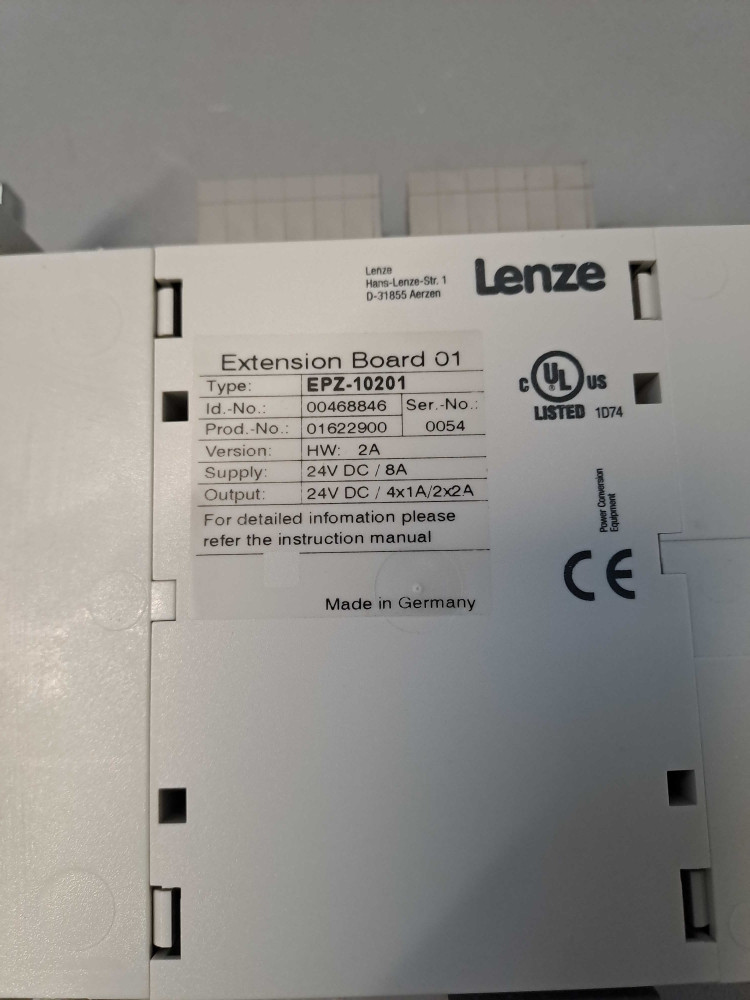 Lenze
Hans-Lenze-Str. 1
D-31855 Aerzen
Lenze
Extension Board 01
Type: EPZ-10201
Id.-No.: 00468846 Ser.-No.:
Prod.-No.: 01622900 0054
Version: HW: 2A
Supply: 24V DC / 8A
Output: 24V DC / 4x1A/2x2A
For detailed infomation please
refer the instruction manual
Made in Germany
C UL US
LISTED 1D74
Power Conversion
Equipment
CE